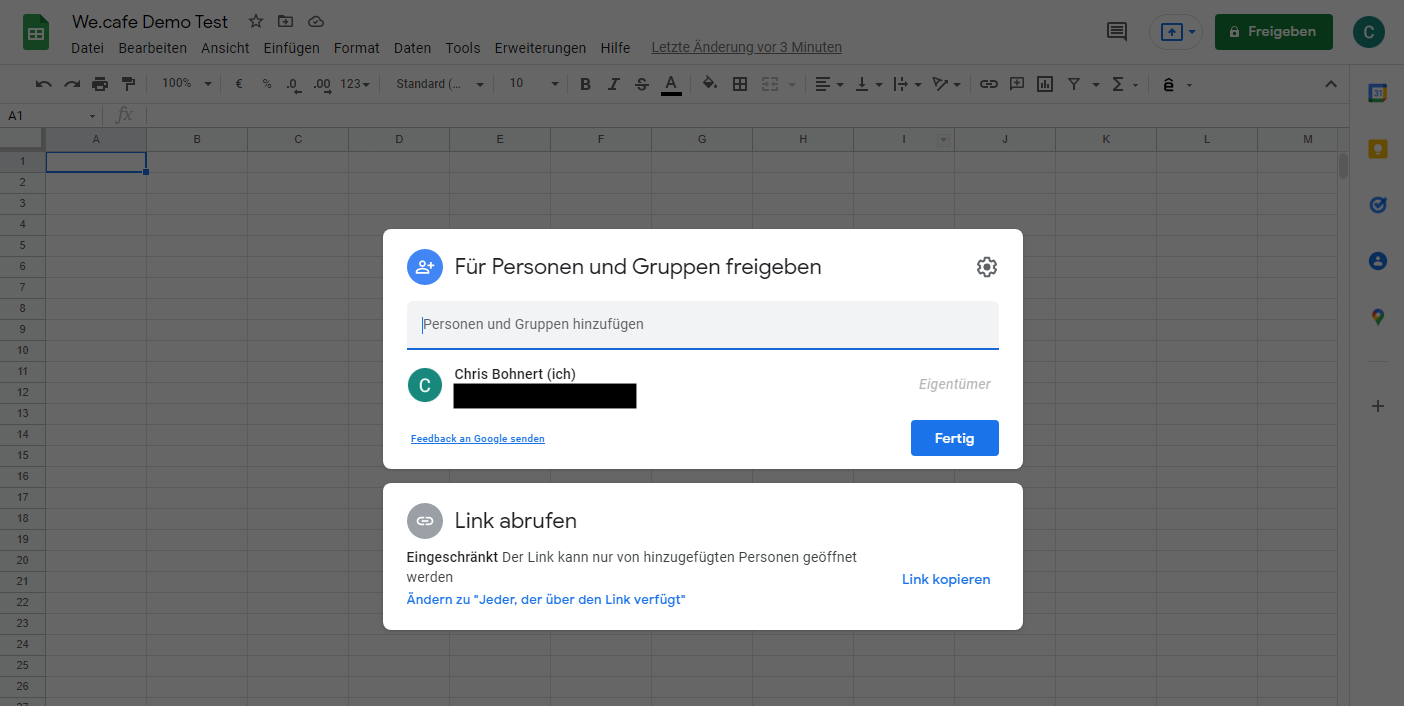 We.cafe Demo Test
Datei Bearbeiten Ansicht Einfügen Format Daten Tools Erweiterungen Hilfe Letzte Änderung vor 3 Minuten
Freigeben
C
100% € % .0 .00 123 Standard (... 10 B I S A Σ ê
31
A1 fx
A B C D E F G H I J K L M
1
2
3
4
5
6
7
8
9
10
11
12
13
14
15
16
17
18
19
20
21
22
23
24
25
26
27
Für Personen und Gruppen freigeben
Personen und Gruppen hinzufügen
C
Chris Bohnert (ich)
Eigentümer
Feedback an Google senden
Fertig
Link abrufen
Eingeschränkt Der Link kann nur von hinzugefügten Personen geöffnet
werden
Link kopieren
Ändern zu "Jeder, der über den Link verfügt"